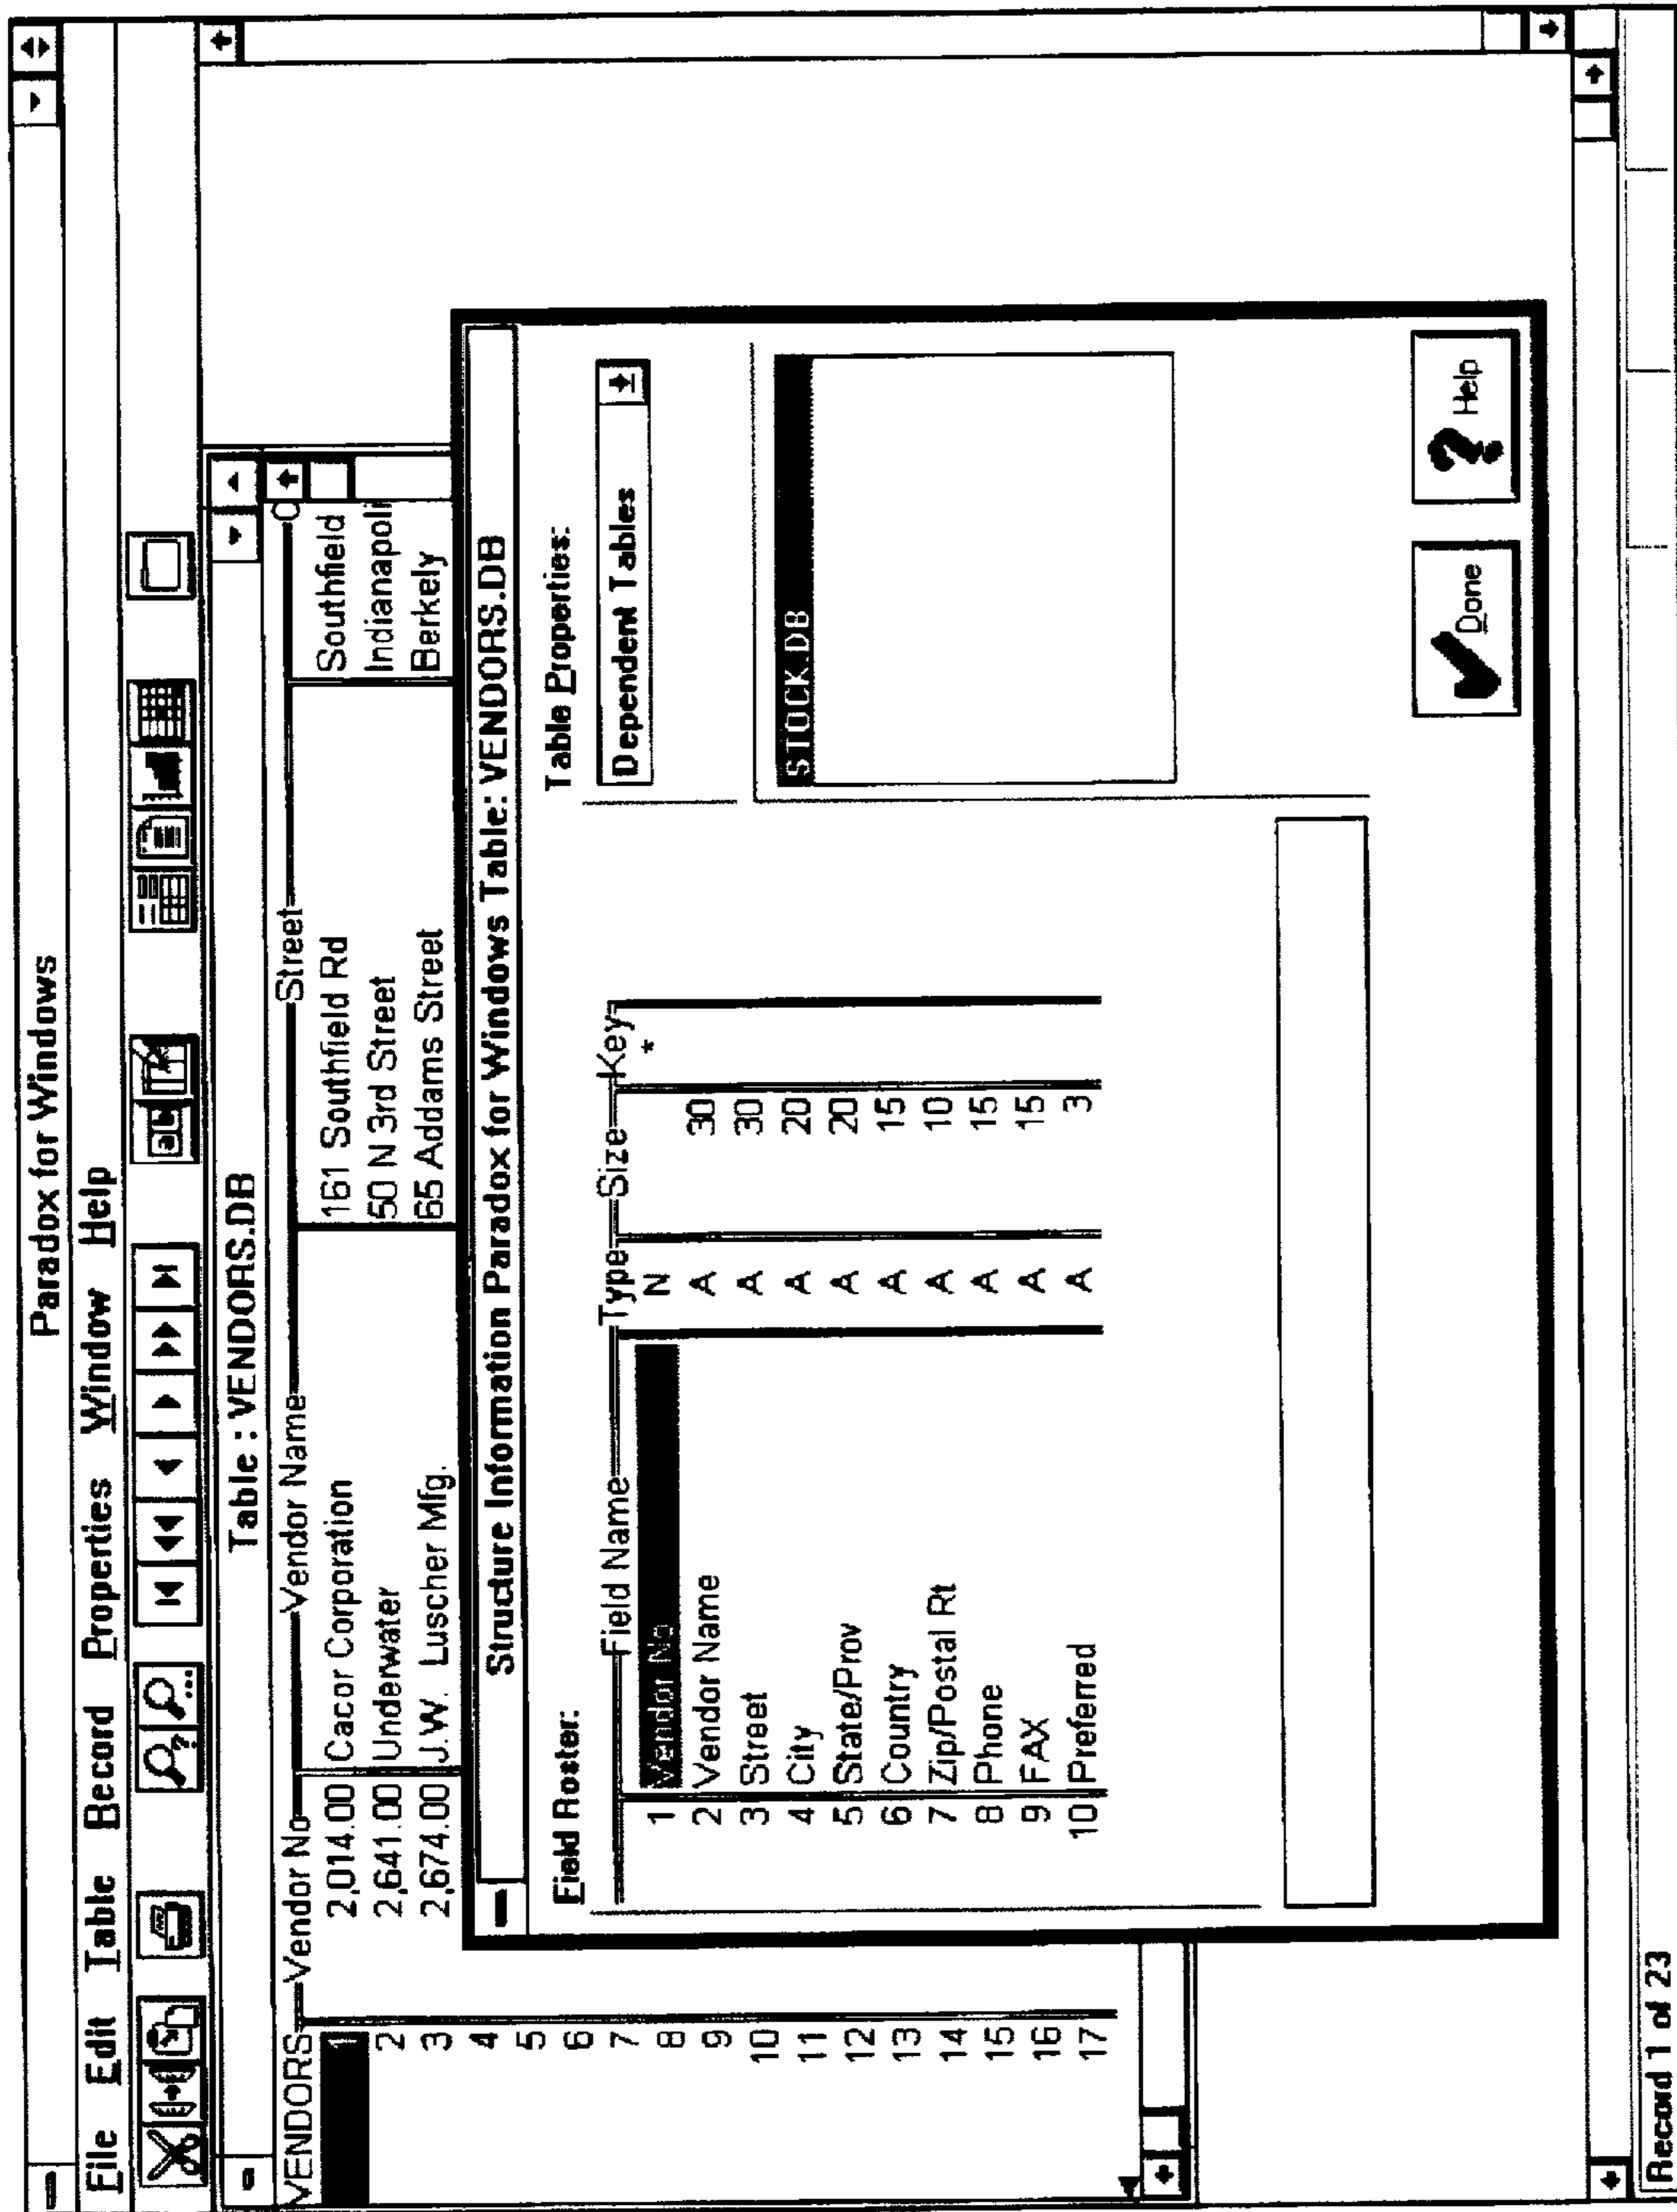 Paradox for Windows
File Edit Table Record Properties Window Help
ab
Table : VENDORS.DB
VENDORS Vendor No Vendor Name Street C
1 2,014.00 Cacor Corporation 161 Southfield Rd Southfield
2 2,641.00 Underwater 50 N 3rd Street Indianapoli
3 2,674.00 J.W. Luscher Mfg. 65 Addams Street Berkely
4
5
6
7
8
9
10
11
12
13
14
15
16
17
Structure Information Paradox for Windows Table: VENDORS.DB
Field Roster:
Field Name Type Size Key
1 Vendor No N *
2 Vendor Name A 30
3 Street A 30
4 City A 20
5 State/Prov A 20
6 Country A 15
7 Zip/Postal Rt A 10
8 Phone A 15
9 FAX A 15
10 Preferred A 3
Table Properties:
Dependent Tables
STOCK.DB
Done
? Help
Record 1 of 23